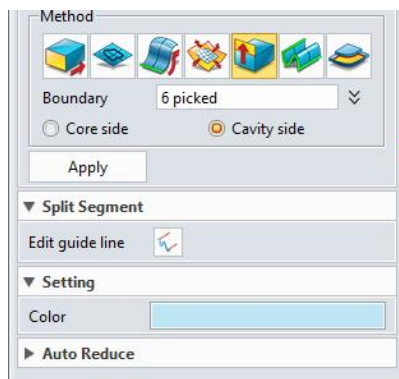 Method
Boundary 6 picked
Core side Cavity side
Apply
Split Segment
Edit guide line
Setting
Color
Auto Reduce